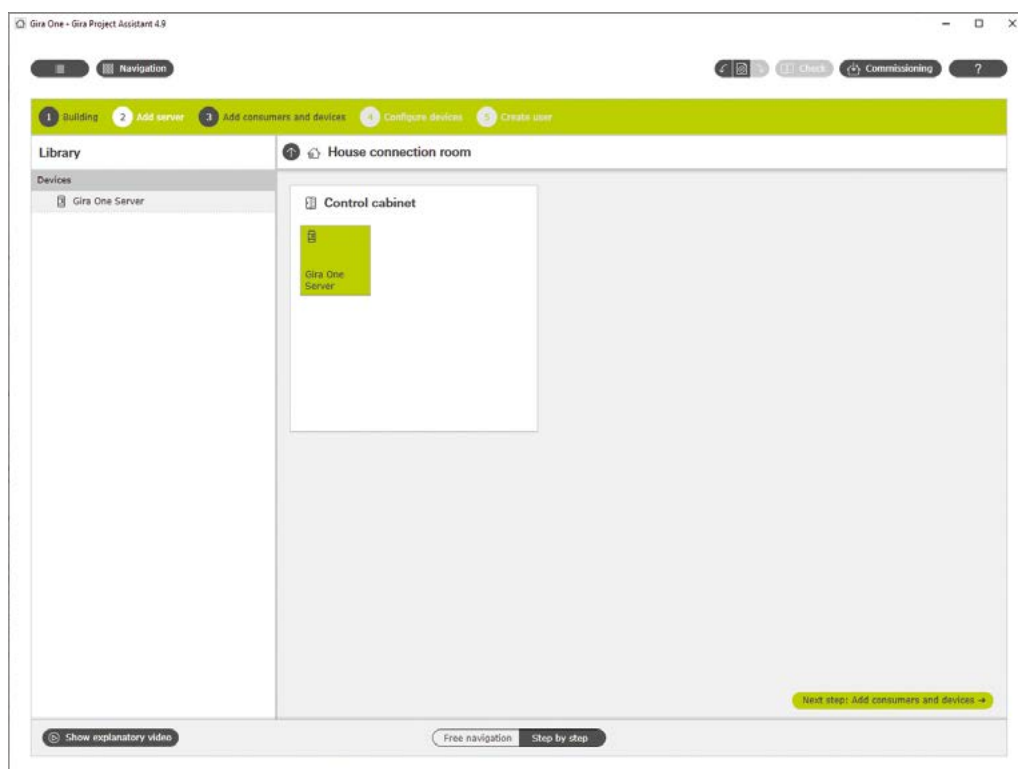 Gira One - Gira Project Assistant 4.9
Navigation
Check
Commissioning
?
1 Building 2 Add server 3 Add consumers and devices 4 Configure devices 5 Create user
Library
House connection room
Devices
Gira One Server
Control cabinet
Gira One
Server
Next step: Add consumers and devices →
Show explanatory video
Free navigation
Step by step